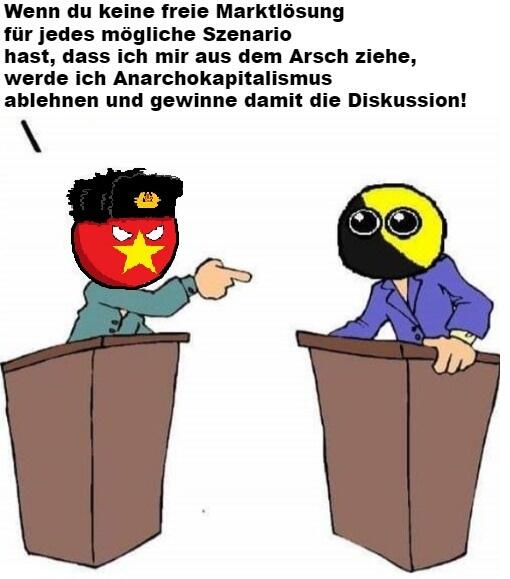 Wenn du keine freie Marktlösung
für jedes mögliche Szenario
hast, dass ich mir aus dem Arsch ziehe,
werde ich Anarchokapitalismus
ablehnen und gewinne damit die Diskussion!